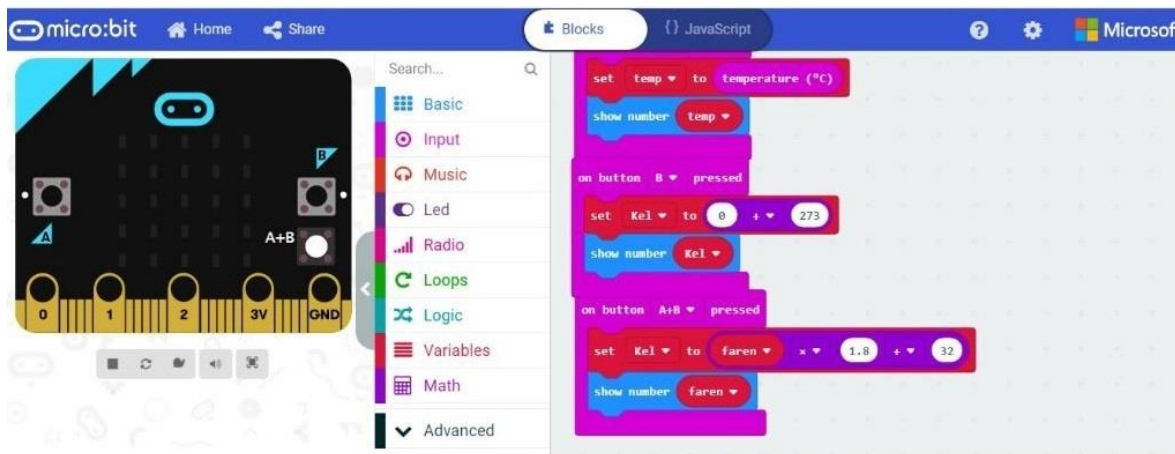 micro:bit Home Share Blocks {} JavaScript ? Microsof
Search...
Basic
Input
Music
Led
Radio
Loops
Logic
Variables
Math
Advanced
B
A
A+B
0 1 2 3V GND
set temp to temperature (°C)
show number temp
on button B pressed
set Kel to 0 + 273
show number Kel
on button A+B pressed
set Kel to faren × 1.8 + 32
show number faren